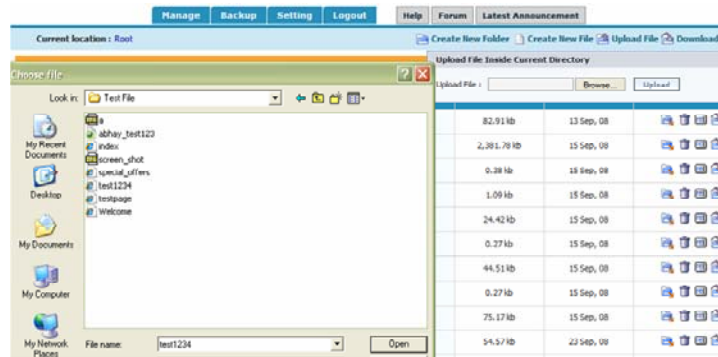 Manage Backup Setting Logout Help Forum Latest Announcement
Current location : Root
Create New Folder Create New File Upload File Download
Upload File Inside Current Directory
Upload File : Browse... Upload
Choose file
Look in: Test File
a
abhay_test123
index
screen_shot
special_offers
test1234
testpage
Welcome
My Recent
Documents
Desktop
My Documents
My Computer
My Network
Places
File name: test1234 Open
82.91 kb 13 Sep, 08
2,381.78 kb 15 Sep, 08
0.28 kb 15 Sep, 08
1.09 kb 15 Sep, 08
24.42 kb 15 Sep, 08
0.27 kb 15 Sep, 08
44.51 kb 15 Sep, 08
0.27 kb 15 Sep, 08
75.17 kb 15 Sep, 08
54.57 kb 23 Sep, 08